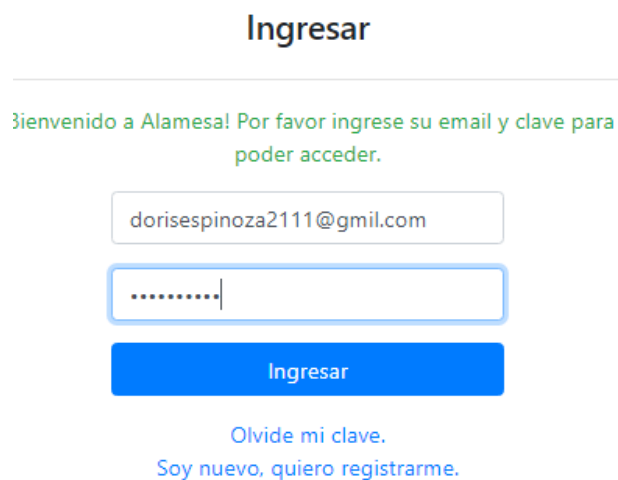 Ingresar
Bienvenido a Alamesa! Por favor ingrese su email y clave para
poder acceder.
dorisespinoza2111@gmil.com
••••••••••
Ingresar
Olvide mi clave.
Soy nuevo, quiero registrarme.